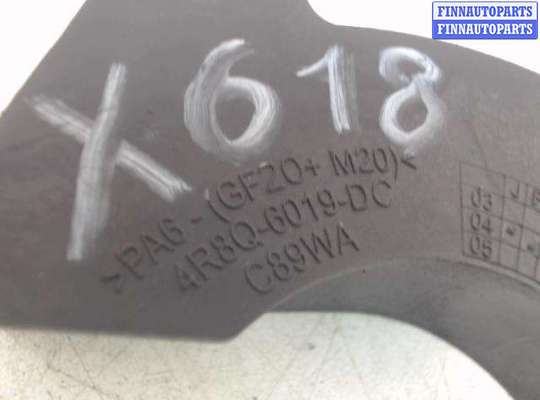 FINNAUTOPARTS
FINNAUTOPARTS
X618
>PA6-(GF20+ M20)<
4R8Q-6019-DC
C89WA
J
03
04
05